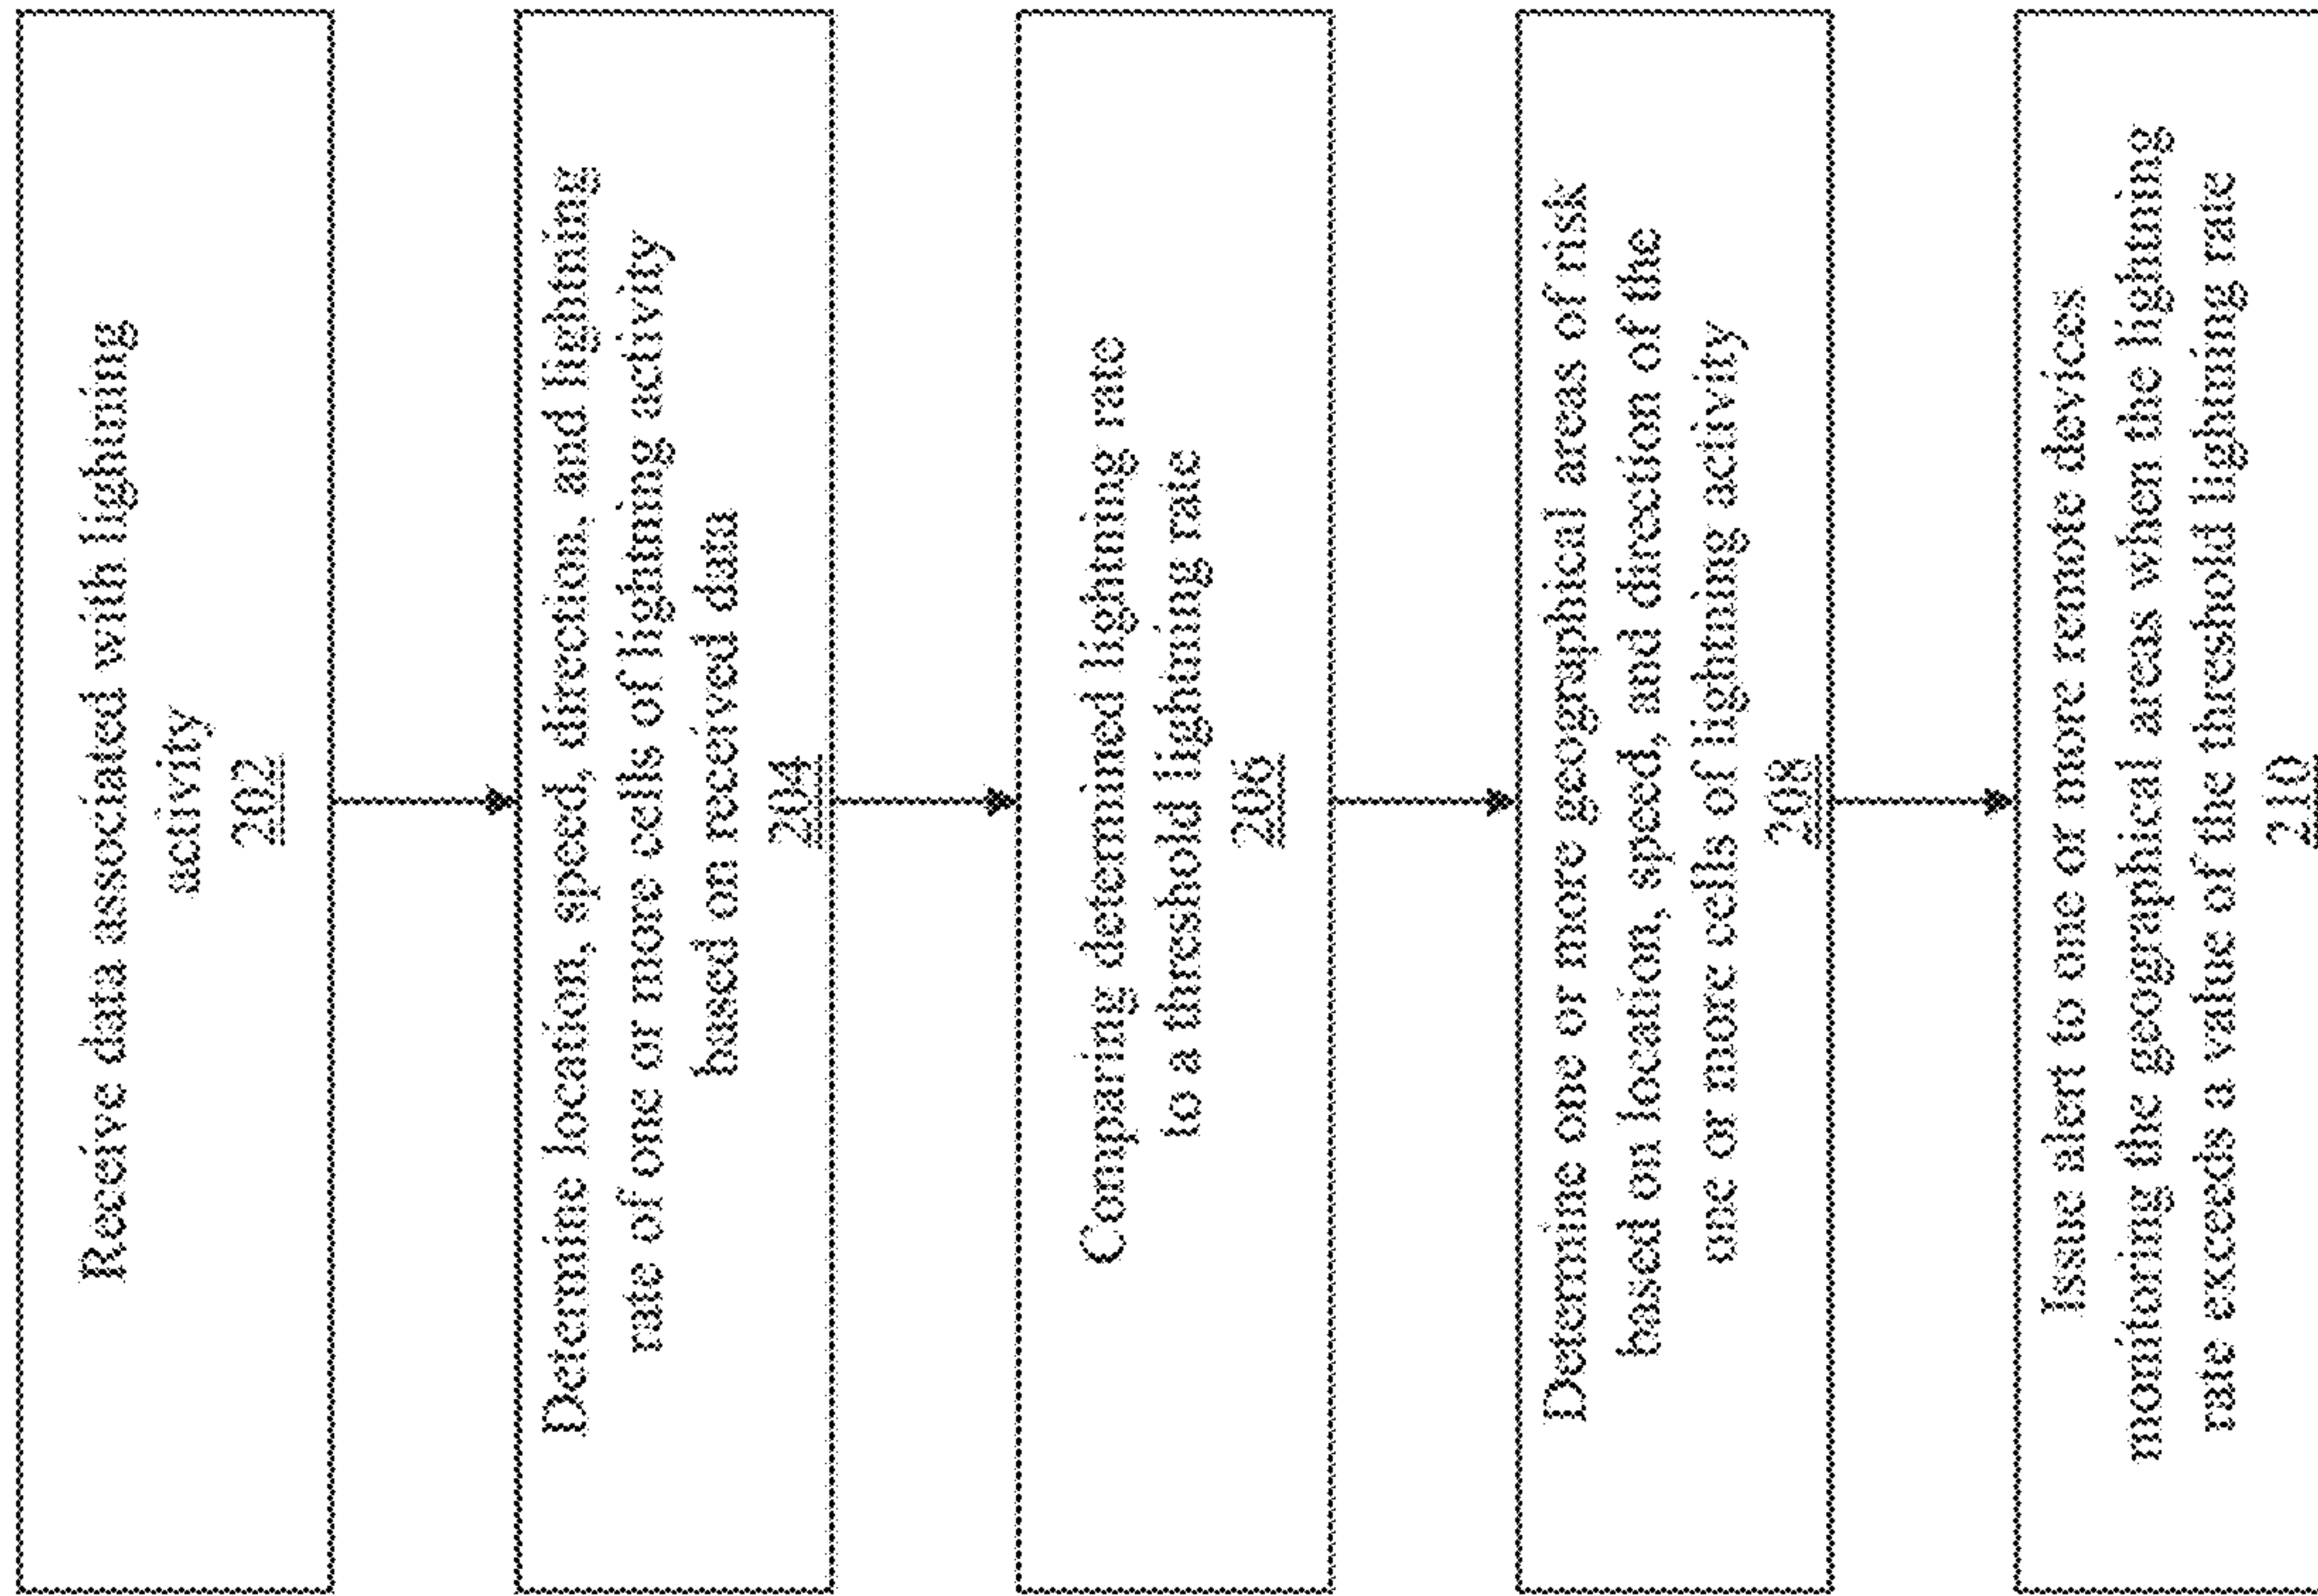 Receive data associated with lightning
activity
202
Determine location, speed, direction, and lightning
rate of one or more cells of lightning activity
based on received data
204
Comparing determined lightning rate
to a threshold lightning rate
206
Determine one or more geographical areas of risk
based on location, speed, and direction of the
one or more cells of lightning activity
208
Issue alert to one or more remote devices
monitoring the geographical areas when the lightning
rate exceeds a value of the threshold lightning rate
210